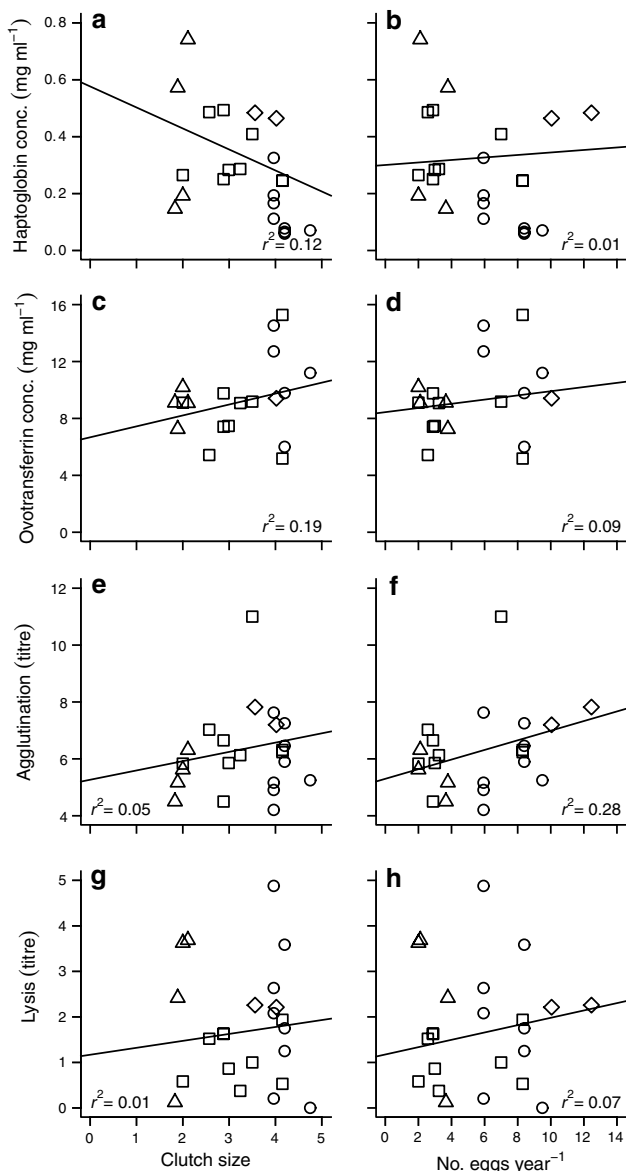 a
b
Haptoglobin conc. (mg ml⁻¹)
0.8
0.6
0.4
0.2
0.0
r² = 0.12
r² = 0.01
c
d
Ovotransferrin conc. (mg ml⁻¹)
16
12
8
4
0
r² = 0.19
r² = 0.09
e
f
Agglutination (titre)
12
10
8
6
4
r² = 0.05
r² = 0.28
g
h
Lysis (titre)
5
4
3
2
1
0
r² = 0.01
r² = 0.07
0 1 2 3 4 5
0 2 4 6 8 10 12 14
Clutch size
No. eggs year⁻¹